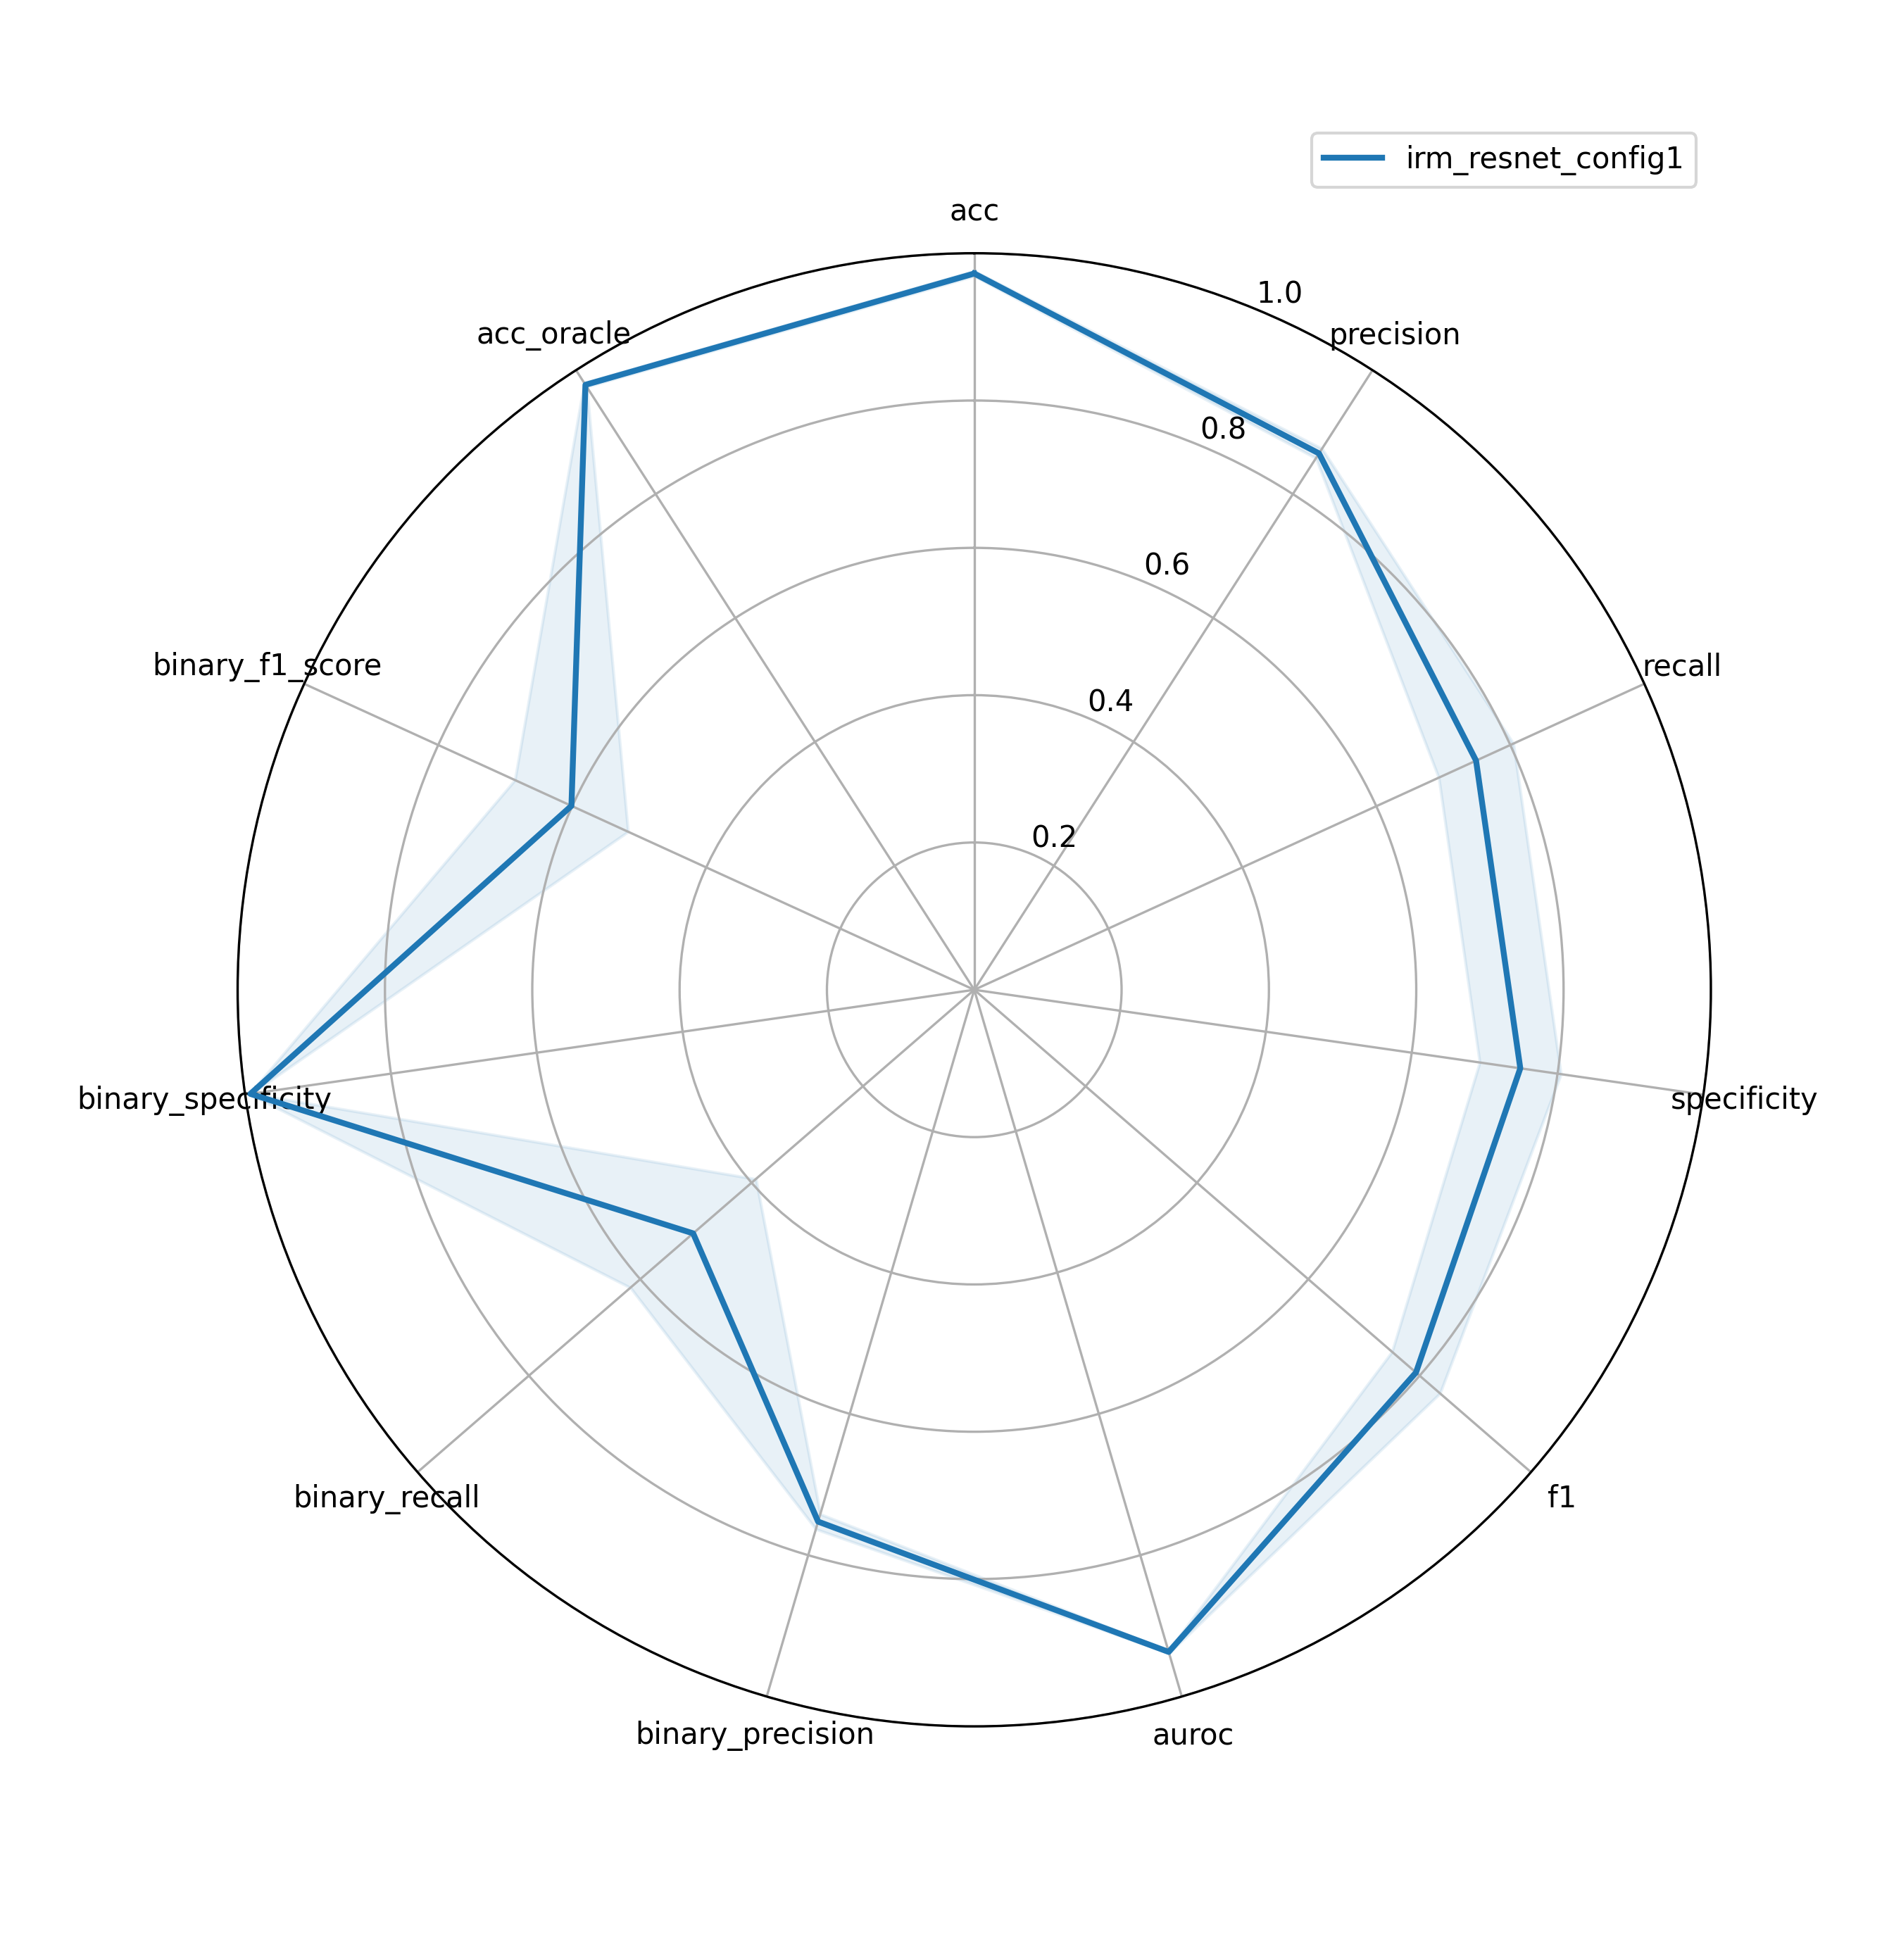 irm_resnet_config1
acc
1.0
acc_oracle
precision
0.8
0.6
binary_f1_score
recall
0.4
0.2
binary_specificity
specificity
binary_recall
f1
binary_precision
auroc